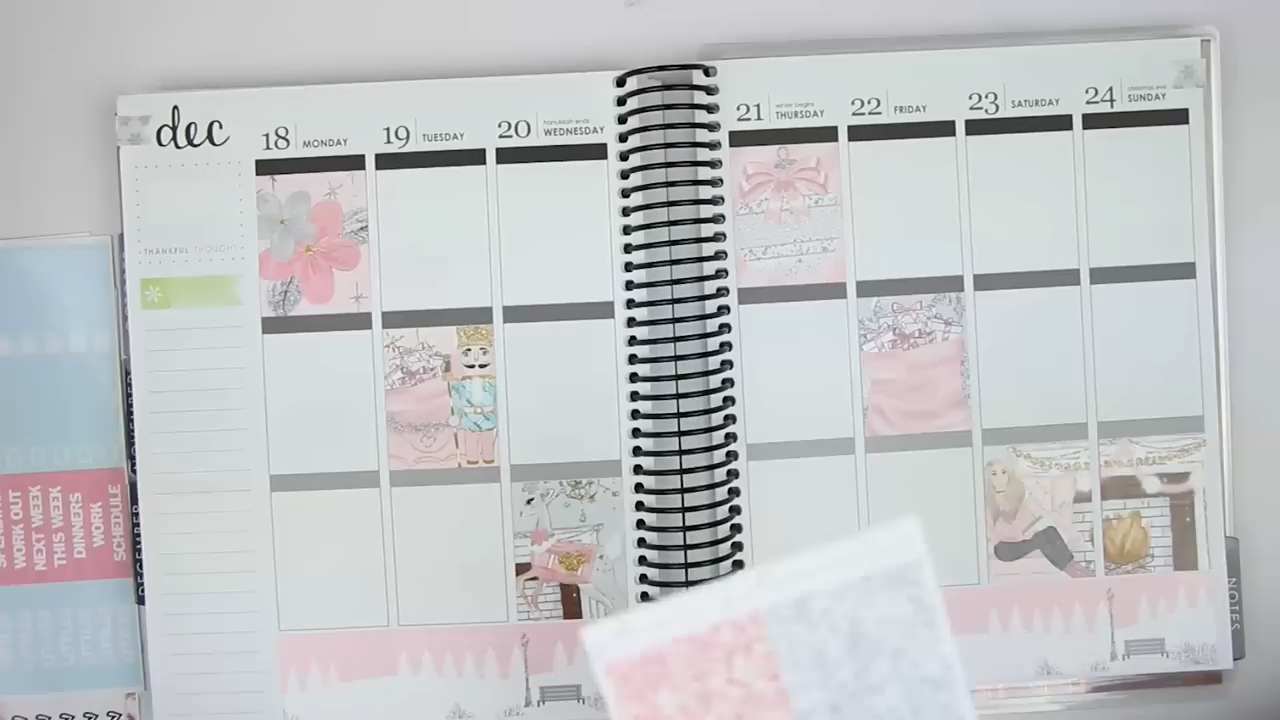 dec
18 MONDAY
19 TUESDAY
20 hanukkah ends WEDNESDAY
21 winter begins THURSDAY
22 FRIDAY
23 SATURDAY
24 christmas eve SUNDAY
THANKFUL THOUGHT
WORK OUT
NEXT WEEK
THIS WEEK
DINNERS
WORK
SCHEDULE
NOVEMBER
DECEMBER
NOTES